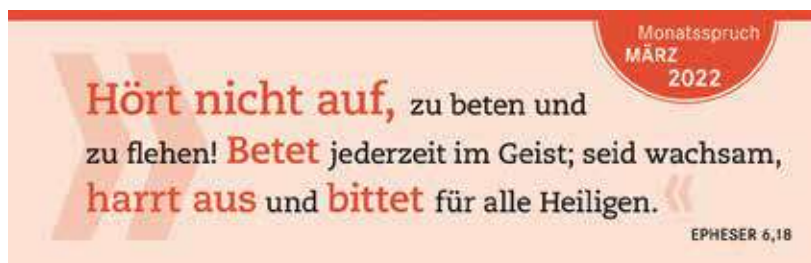 Monatsspruch
MÄRZ
2022
Hört nicht auf, zu beten und
zu flehen! Betet jederzeit im Geist; seid wachsam,
harrt aus und bittet für alle Heiligen.
EPHESER 6,18